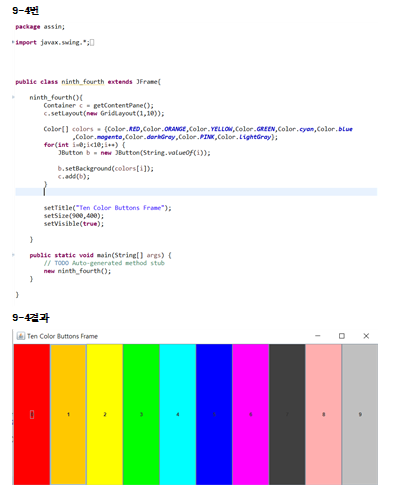 9-4번
package assin;
import javax.swing.*;
public class ninth_fourth extends JFrame{
ninth_fourth(){
Container c = getContentPane();
c.setLayout(new GridLayout(1,10));
Color[] colors = {Color.RED,Color.ORANGE,Color.YELLOW,Color.GREEN,Color.cyan,Color.blue
,Color.magenta,Color.darkGray,Color.PINK,Color.lightGray};
for(int i=0;i<10;i++) {
JButton b = new JButton(String.valueOf(i));
b.setBackground(colors[i]);
c.add(b);
}
setTitle("Ten Color Buttons Frame");
setSize(900,400);
setVisible(true);
}
public static void main(String[] args) {
// TODO Auto-generated method stub
new ninth_fourth();
}
}
9-4결과
Ten Color Buttons Frame
1 2 3 4 5 6 8 9